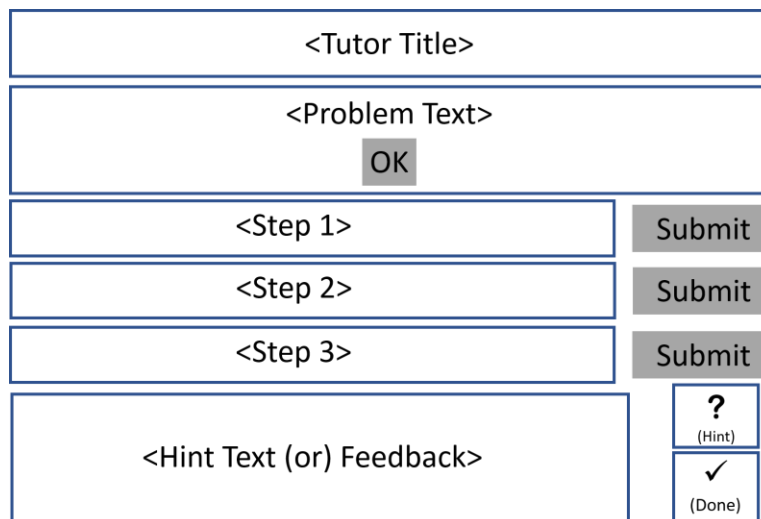 <Tutor Title>
<Problem Text>
OK
<Step 1>
Submit
<Step 2>
Submit
<Step 3>
Submit
<Hint Text (or) Feedback>
?
(Hint)
✓
(Done)